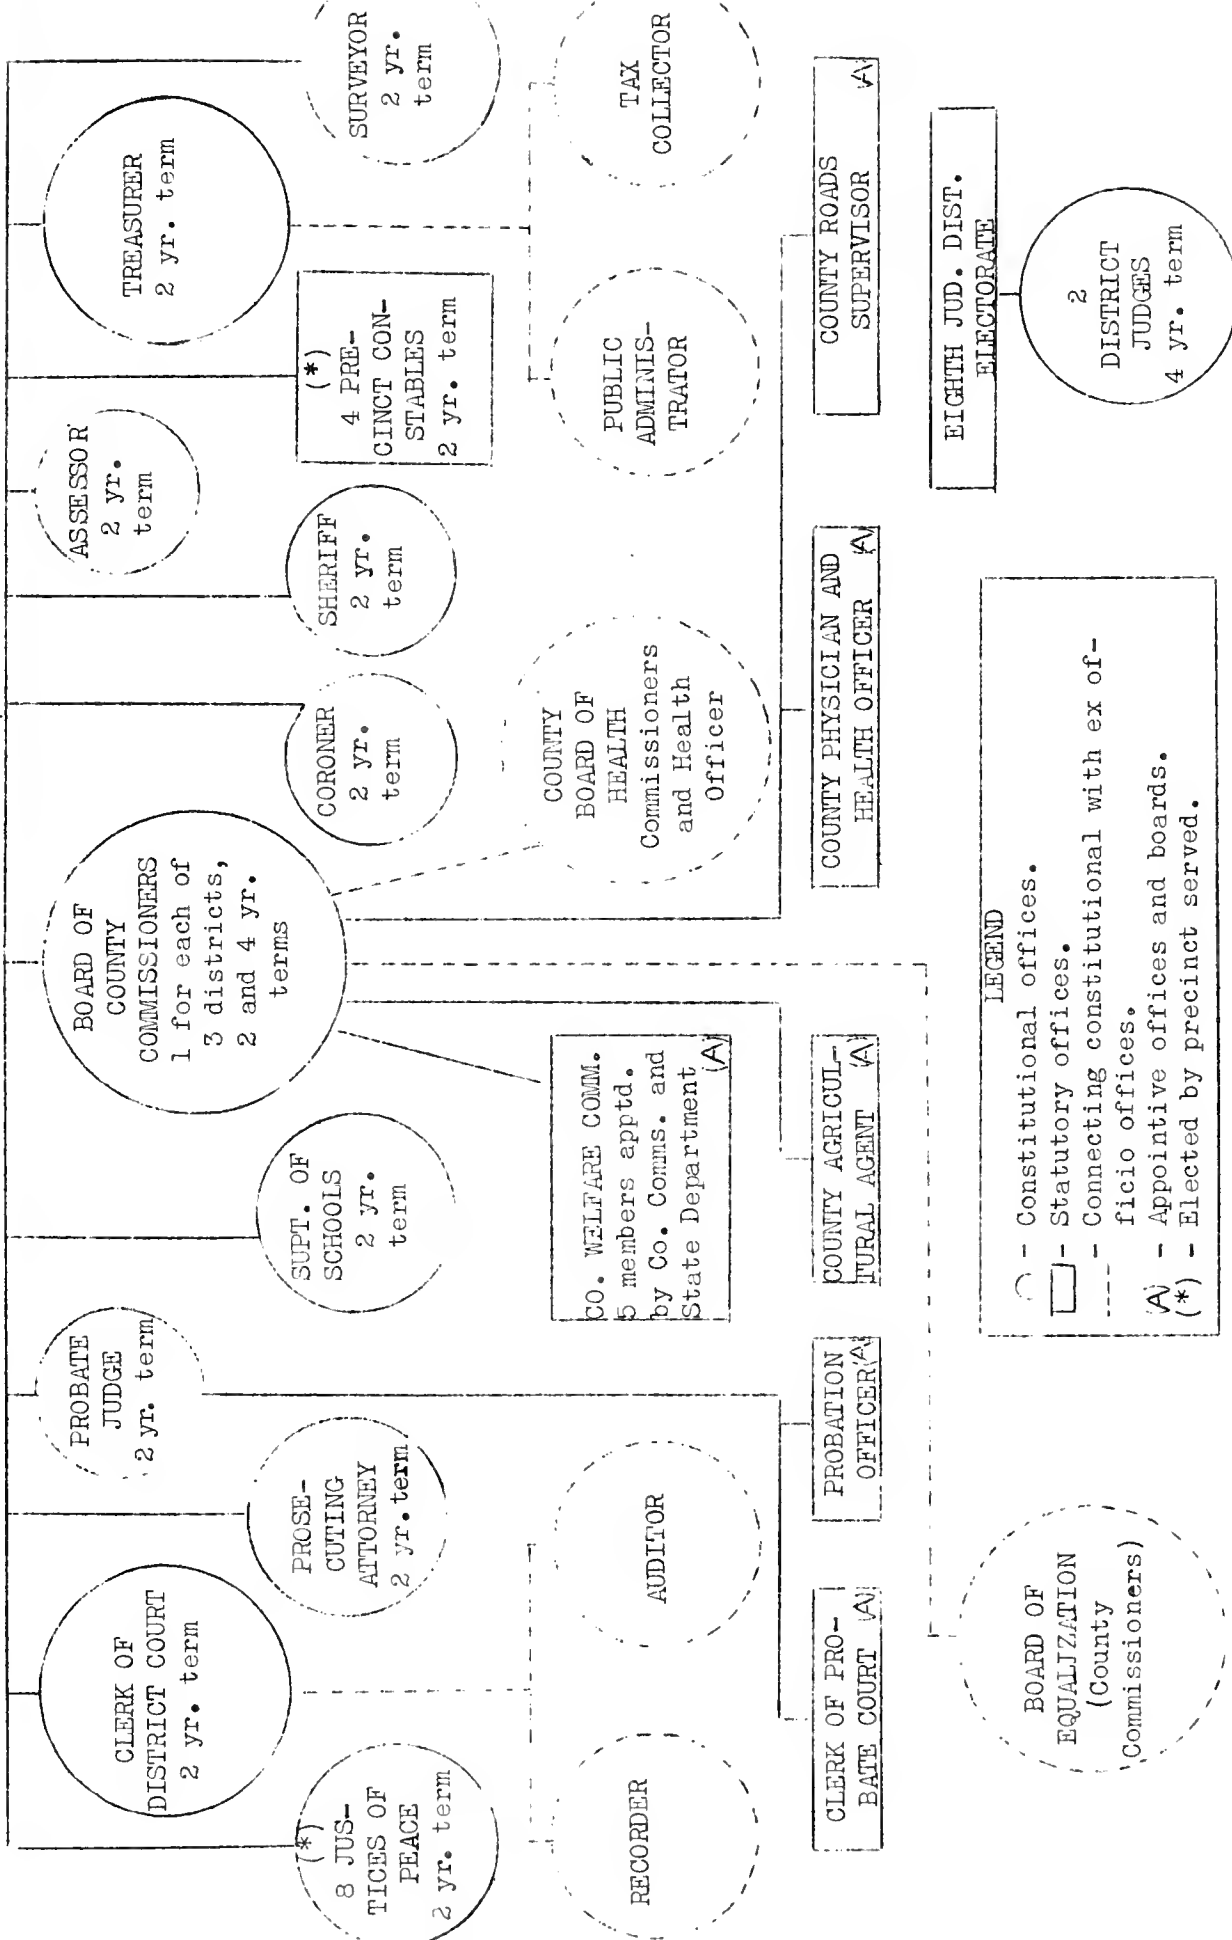 (*)
8 JUS-
TICES OF
PEACE
2 yr. term
CLERK OF
DISTRICT COURT
2 yr. term
PROSE-
CUTING
ATTORNEY
2 yr. term
PROBATE
JUDGE
2 yr. term
SUPT. OF
SCHOOLS
2 yr.
term
BOARD OF
COUNTY
COMMISSIONERS
1 for each of
3 districts,
2 and 4 yr.
terms
CORONER
2 yr.
term
SHERIFF
2 yr.
term
ASSESSOR
2 yr.
term
(*)
4 PRE-
CINCT CON-
STABLES
2 yr. term
TREASURER
2 yr. term
SURVEYOR
2 yr.
term
RECORDER
AUDITOR
CO. WELFARE COMM.
5 members apptd.
by Co. Comms. and
State Department
(A)
COUNTY
BOARD OF
HEALTH
Commissioners
and Health
Officer
PUBLIC
ADMINIS-
TRATOR
TAX
COLLECTOR
CLERK OF PRO-
BATE COURT (A)
PROBATION
OFFICER (A)
COUNTY AGRICUL-
TURAL AGENT (A)
COUNTY PHYSICIAN AND
HEALTH OFFICER (A)
COUNTY ROADS
SUPERVISOR (A)
BOARD OF
EQUALIZATION
(County
Commissioners)
LEGEND
- Constitutional offices.
- Statutory offices.
- Connecting constitutional with ex of-
ficio offices.
(A) - Appointive offices and boards.
(*) - Elected by precinct served.
EIGHTH JUD. DIST.
ELECTORATE
2
DISTRICT
JUDGES
4 yr. term